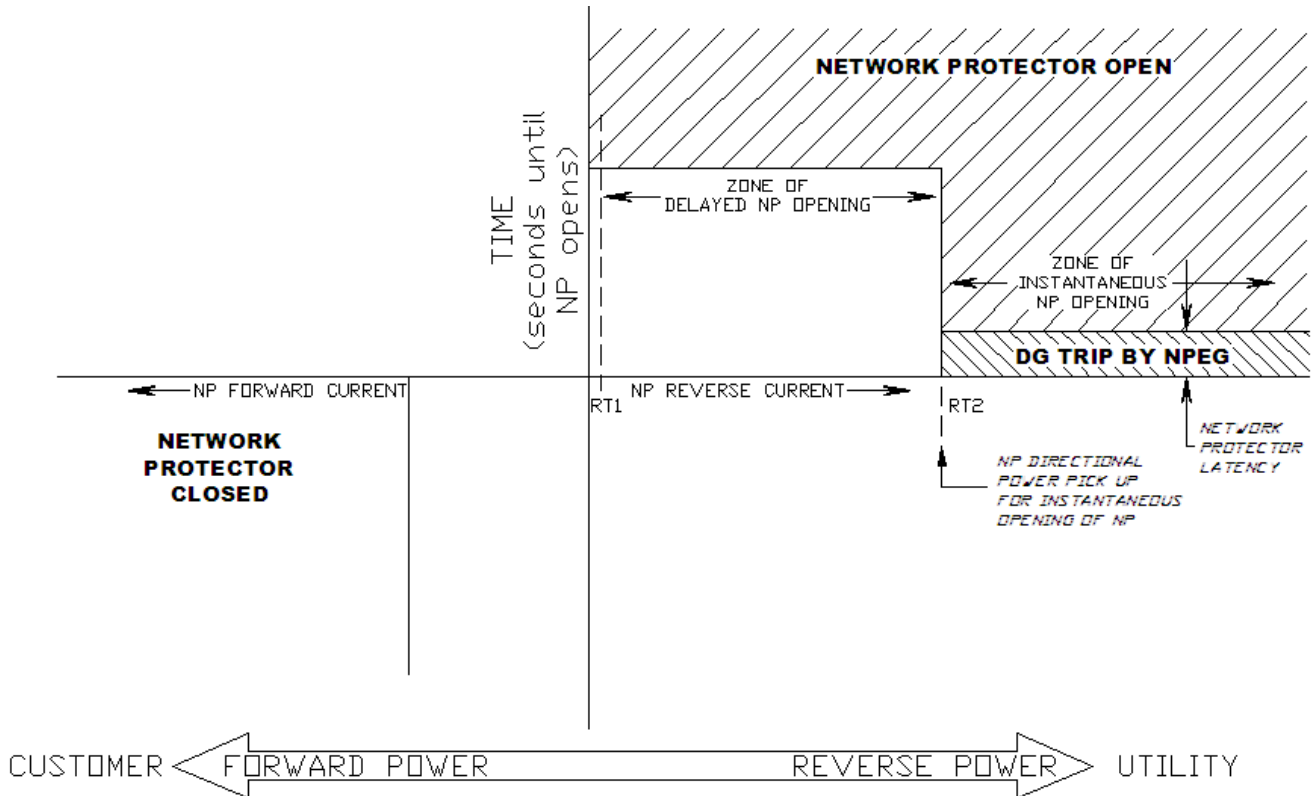 NETWORK PROTECTOR OPEN
TIME
(seconds until
NP opens)
ZONE OF
DELAYED NP OPENING
ZONE OF
INSTANTANEOUS
NP OPENING
DG TRIP BY NPEG
NP FORWARD CURRENT
NP REVERSE CURRENT
RT1
RT2
NETWORK
PROTECTOR
CLOSED
NP DIRECTIONAL
POWER PICK UP
FOR INSTANTANEOUS
OPENING OF NP
NETWORK
PROTECTOR
LATENCY
CUSTOMER
FORWARD POWER
REVERSE POWER
UTILITY